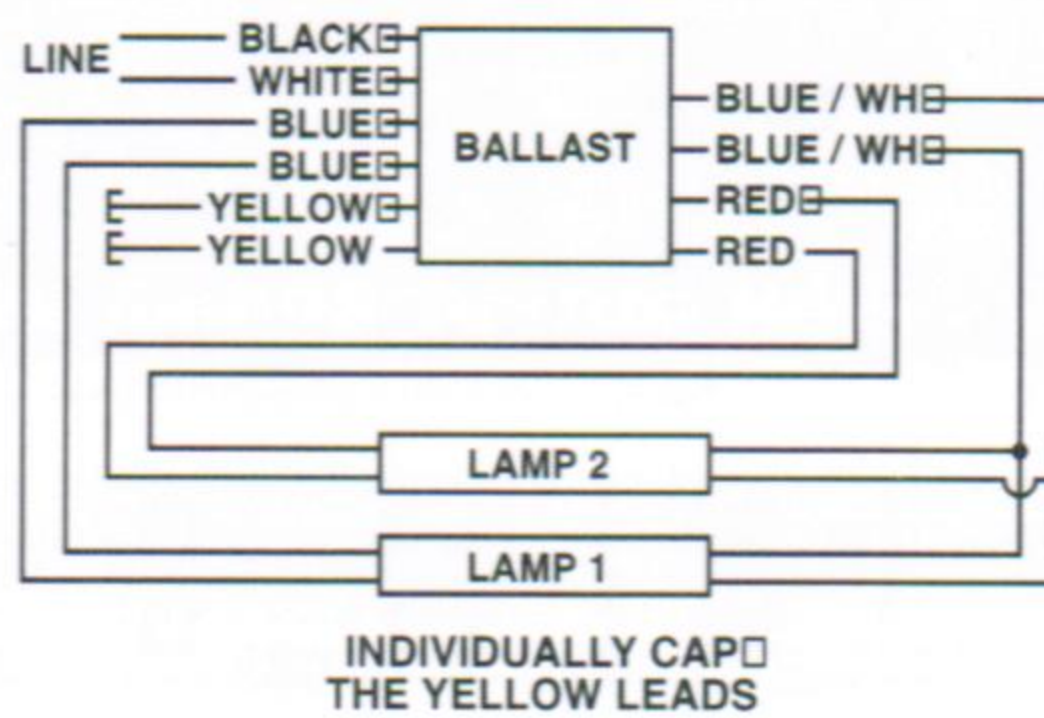 LINE
BLACK
WHITE
BLUE
BLUE
YELLOW
YELLOW
BALLAST
BLUE / WH
BLUE / WH
RED
RED
LAMP 2
LAMP 1
INDIVIDUALLY CAP
THE YELLOW LEADS